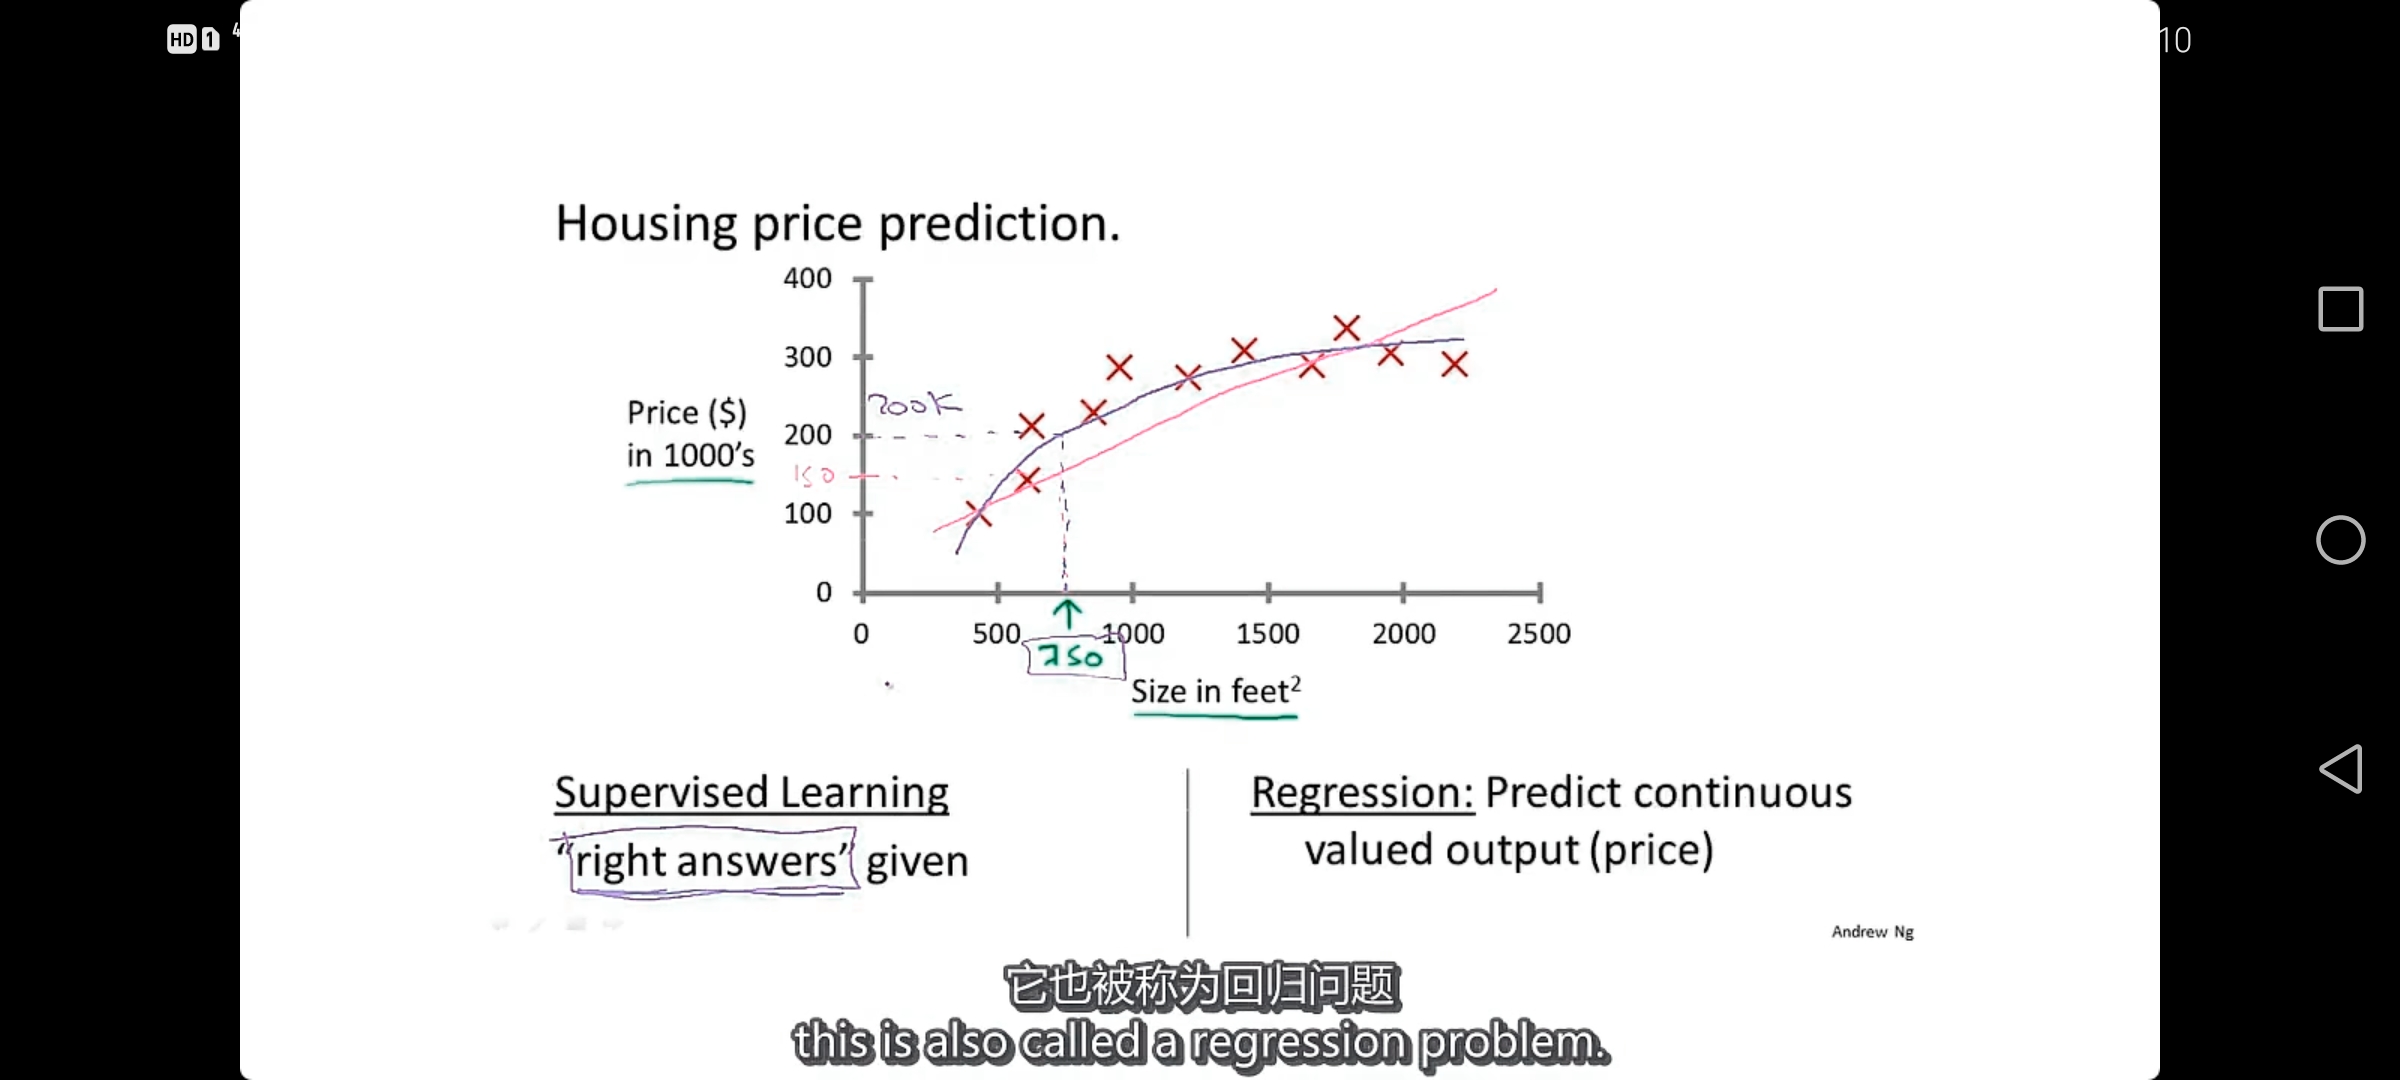 HD 1 4
10
Housing price prediction.
400
300
200
100
0
Price ($)
in 1000's
200K
150
0 500 1000 1500 2000 2500
750
Size in feet²
Supervised Learning
"right answers" given
Regression: Predict continuous
valued output (price)
Andrew Ng
它也被称为回归问题
this is also called a regression problem.